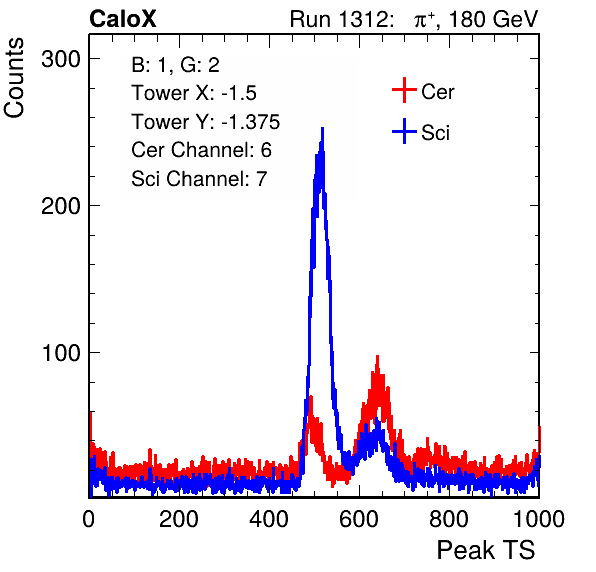 CaloX Run 1312: π⁺, 180 GeV
Counts
300
200
100
B: 1, G: 2
Tower X: -1.5
Tower Y: -1.375
Cer Channel: 6
Sci Channel: 7
Cer
Sci
0 200 400 600 800 1000
Peak TS